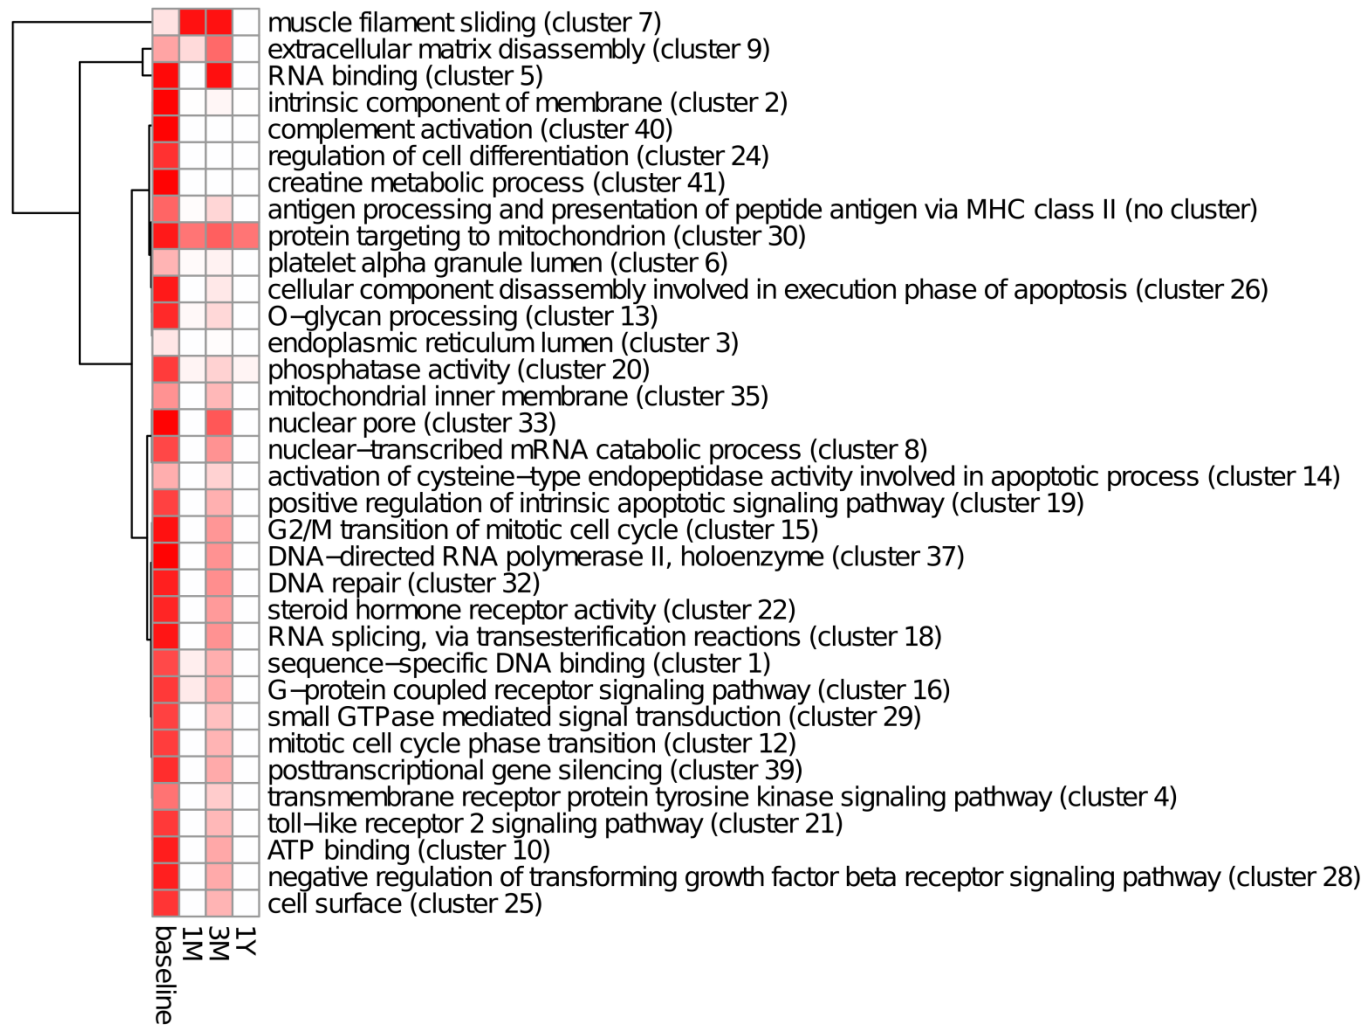 muscle filament sliding (cluster 7)
extracellular matrix disassembly (cluster 9)
RNA binding (cluster 5)
intrinsic component of membrane (cluster 2)
complement activation (cluster 40)
regulation of cell differentiation (cluster 24)
creatine metabolic process (cluster 41)
antigen processing and presentation of peptide antigen via MHC class II (no cluster)
protein targeting to mitochondrion (cluster 30)
platelet alpha granule lumen (cluster 6)
cellular component disassembly involved in execution phase of apoptosis (cluster 26)
O−glycan processing (cluster 13)
endoplasmic reticulum lumen (cluster 3)
phosphatase activity (cluster 20)
mitochondrial inner membrane (cluster 35)
nuclear pore (cluster 33)
nuclear−transcribed mRNA catabolic process (cluster 8)
activation of cysteine−type endopeptidase activity involved in apoptotic process (cluster 14)
positive regulation of intrinsic apoptotic signaling pathway (cluster 19)
G2/M transition of mitotic cell cycle (cluster 15)
DNA−directed RNA polymerase II, holoenzyme (cluster 37)
DNA repair (cluster 32)
steroid hormone receptor activity (cluster 22)
RNA splicing, via transesterification reactions (cluster 18)
sequence−specific DNA binding (cluster 1)
G−protein coupled receptor signaling pathway (cluster 16)
small GTPase mediated signal transduction (cluster 29)
mitotic cell cycle phase transition (cluster 12)
posttranscriptional gene silencing (cluster 39)
transmembrane receptor protein tyrosine kinase signaling pathway (cluster 4)
toll−like receptor 2 signaling pathway (cluster 21)
ATP binding (cluster 10)
negative regulation of transforming growth factor beta receptor signaling pathway (cluster 28)
cell surface (cluster 25)
baseline
1M
3M
1Y